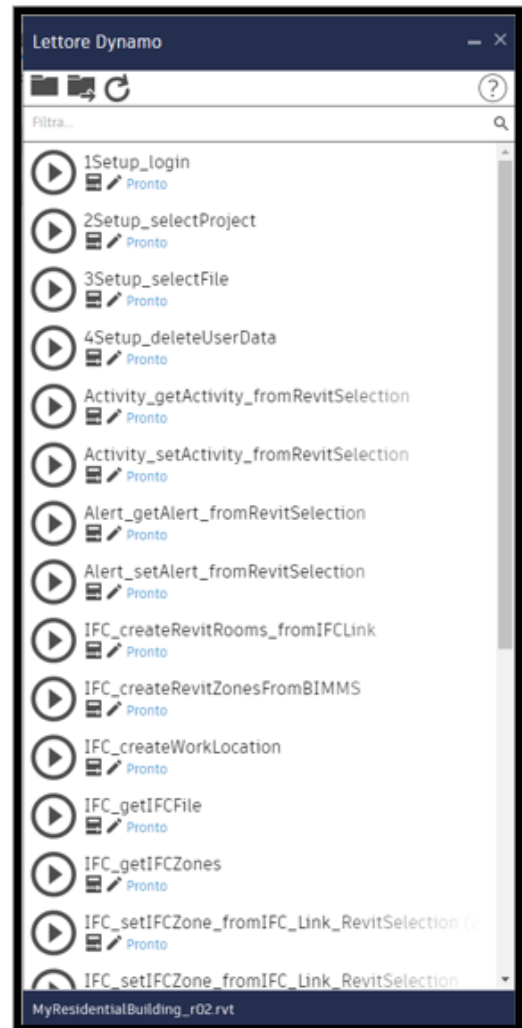 Lettore Dynamo
Filtra...
1Setup_login
Pronto
2Setup_selectProject
Pronto
3Setup_selectFile
Pronto
4Setup_deleteUserData
Pronto
Activity_getActivity_fromRevitSelection
Pronto
Activity_setActivity_fromRevitSelection
Pronto
Alert_getAlert_fromRevitSelection
Pronto
Alert_setAlert_fromRevitSelection
Pronto
IFC_createRevitRooms_fromIFCLink
Pronto
IFC_createRevitZonesFromBIMMS
Pronto
IFC_createWorkLocation
Pronto
IFC_getIFCFile
Pronto
IFC_getIFCZones
Pronto
IFC_setIFCZone_fromIFC_Link_RevitSelection (2
Pronto
IFC_setIFCZone_fromIFC_Link_RevitSelection
MyResidentialBuilding_r02.rvt